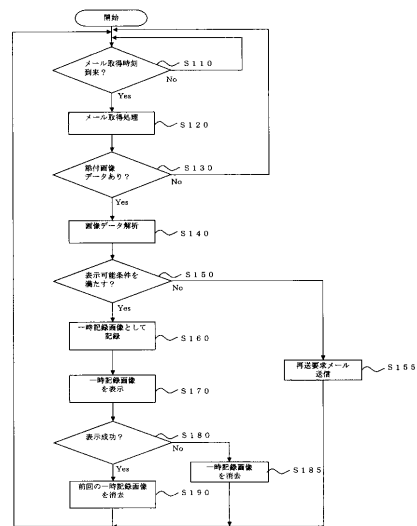 開始
メール取得時刻
到来?
S110
No
Yes
メール取得処理
S120
添付画像
データあり?
S130
No
Yes
画像データ解析
S140
表示可能条件を
満たす?
S150
No
Yes
一時記録画像として
記録
S160
再送要求メール
送信
S155
一時記録画像
を表示
S170
表示成功?
S180
No
Yes
一時記録画像
を消去
S185
前回の一時記録画像
を消去
S190